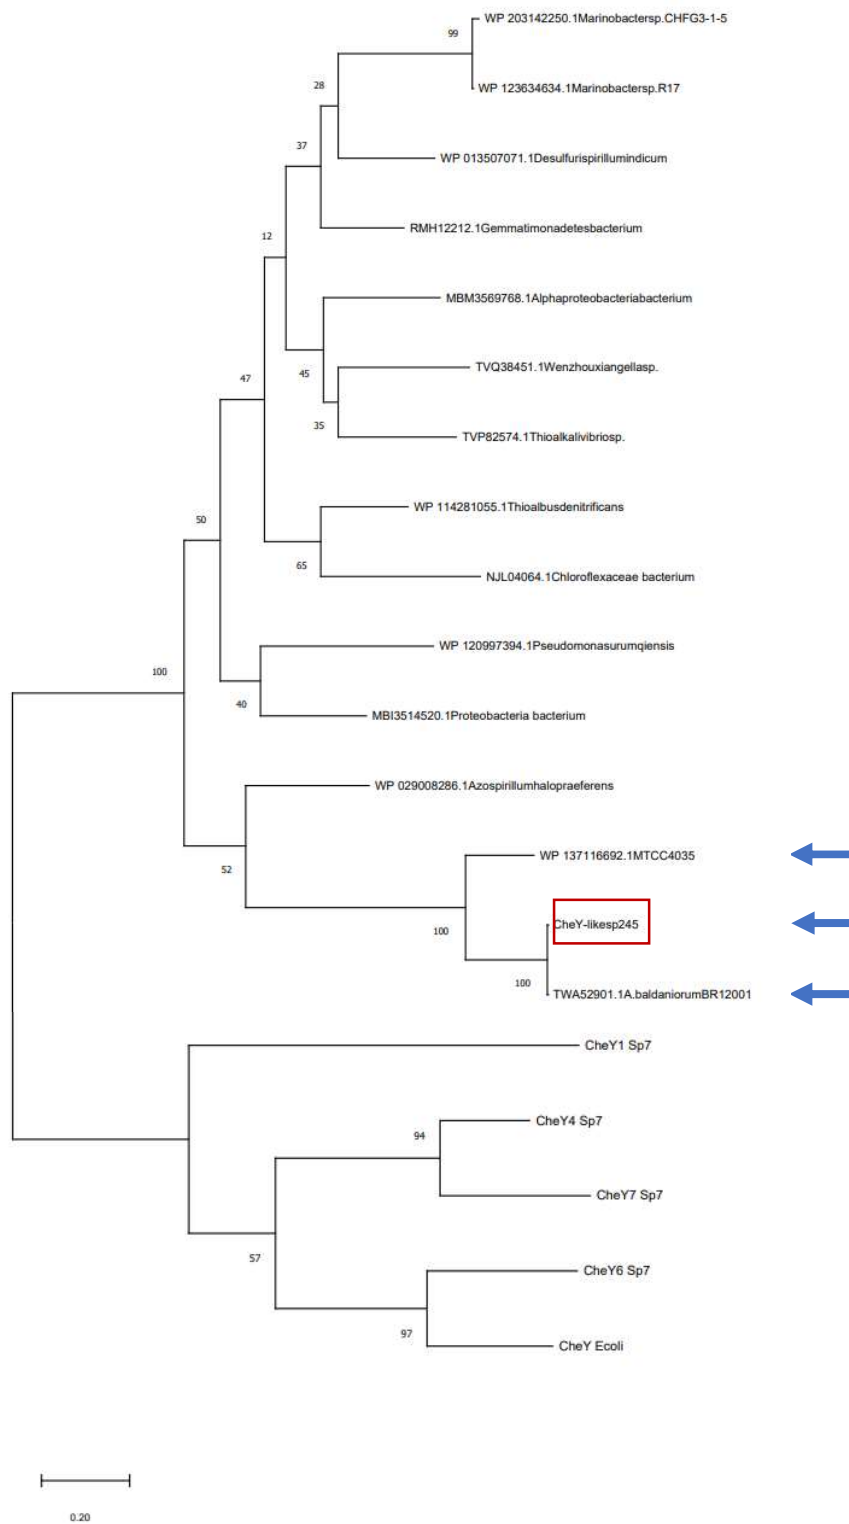 WP 203142250.1Marinobactersp.CHFG3-1-5
99
WP 123634634.1Marinobactersp.R17
28
WP 013507071.1Desulfurispirillumindicum
37
RMH12212.1Gemmatimonadetesbacterium
12
MBM3569768.1Alphaproteobacteriabacterium
TVQ38451.1Wenzhouxiangellasp.
45
47
35
TVP82574.1Thioalkalivibriosp.
WP 114281055.1Thioalbusdenitrificans
50
65
NJL04064.1Chloroflexaceae bacterium
WP 120997394.1Pseudomonasurumqiensis
100
40
MBI3514520.1Proteobacteria bacterium
WP 029008286.1Azospirillumhalopraeferens
WP 137116692.1MTCC4035
52
CheY-likesp245
100
100
TWA52901.1A.baldaniorumBR12001
CheY1 Sp7
CheY4 Sp7
94
CheY7 Sp7
57
CheY6 Sp7
97
CheY Ecoli
0.20